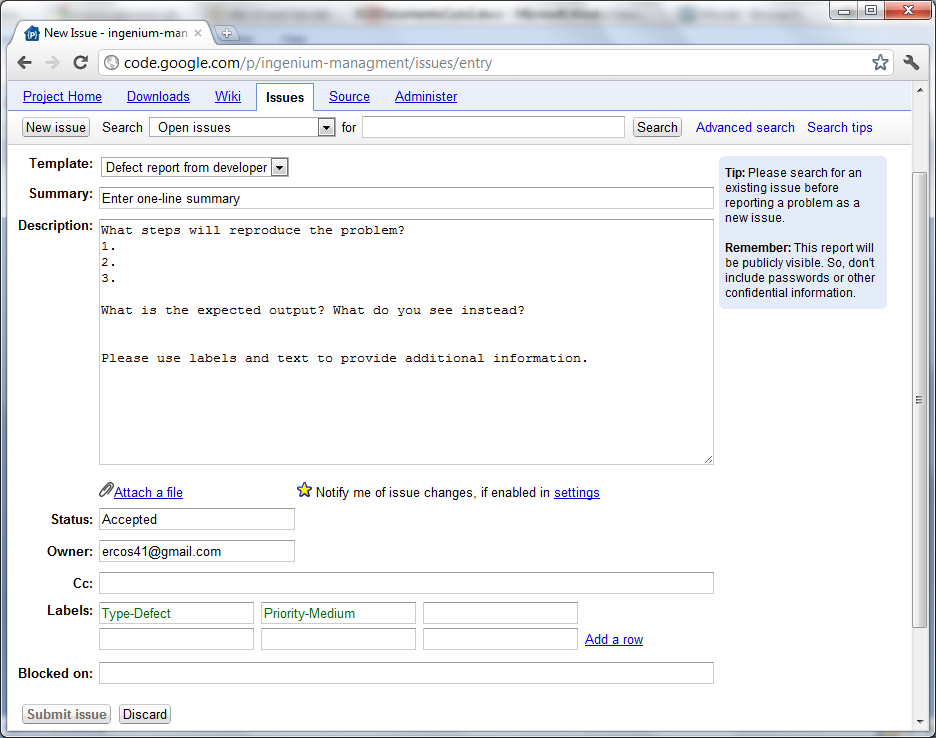 New Issue - ingenium-man
code.google.com/p/ingenium-managment/issues/entry
Project Home Downloads Wiki Issues Source Administer
New issue Search Open issues for Search Advanced search Search tips
Template: Defect report from developer
Summary: Enter one-line summary
Description: What steps will reproduce the problem?
1.
2.
3.
What is the expected output? What do you see instead?
Please use labels and text to provide additional information.
Tip: Please search for an
existing issue before
reporting a problem as a
new issue.
Remember: This report will
be publicly visible. So, don't
include passwords or other
confidential information.
Attach a file Notify me of issue changes, if enabled in settings
Status: Accepted
Owner: ercos41@gmail.com
Cc:
Labels: Type-Defect Priority-Medium
Add a row
Blocked on:
Submit issue Discard